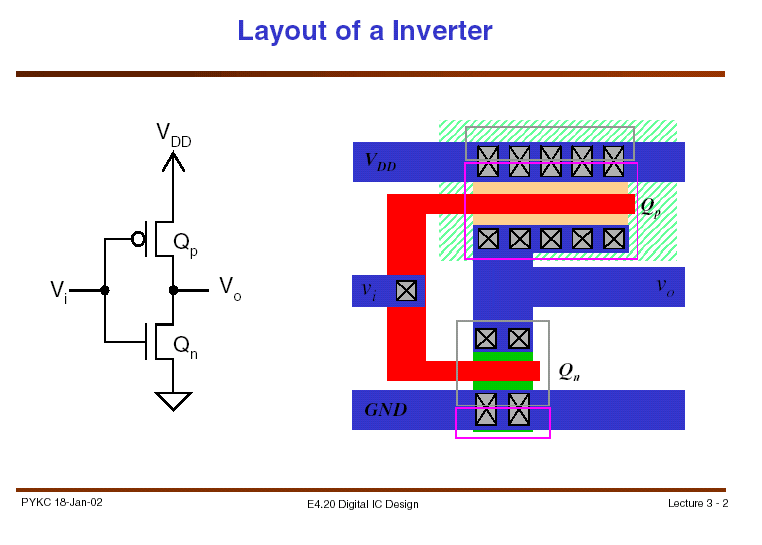 Layout of a Inverter
VDD
Qp
Vi
Vo
Qn
VDD
Qp
vi
vo
Qn
GND
PYKC 18-Jan-02
E4.20 Digital IC Design
Lecture 3 - 2